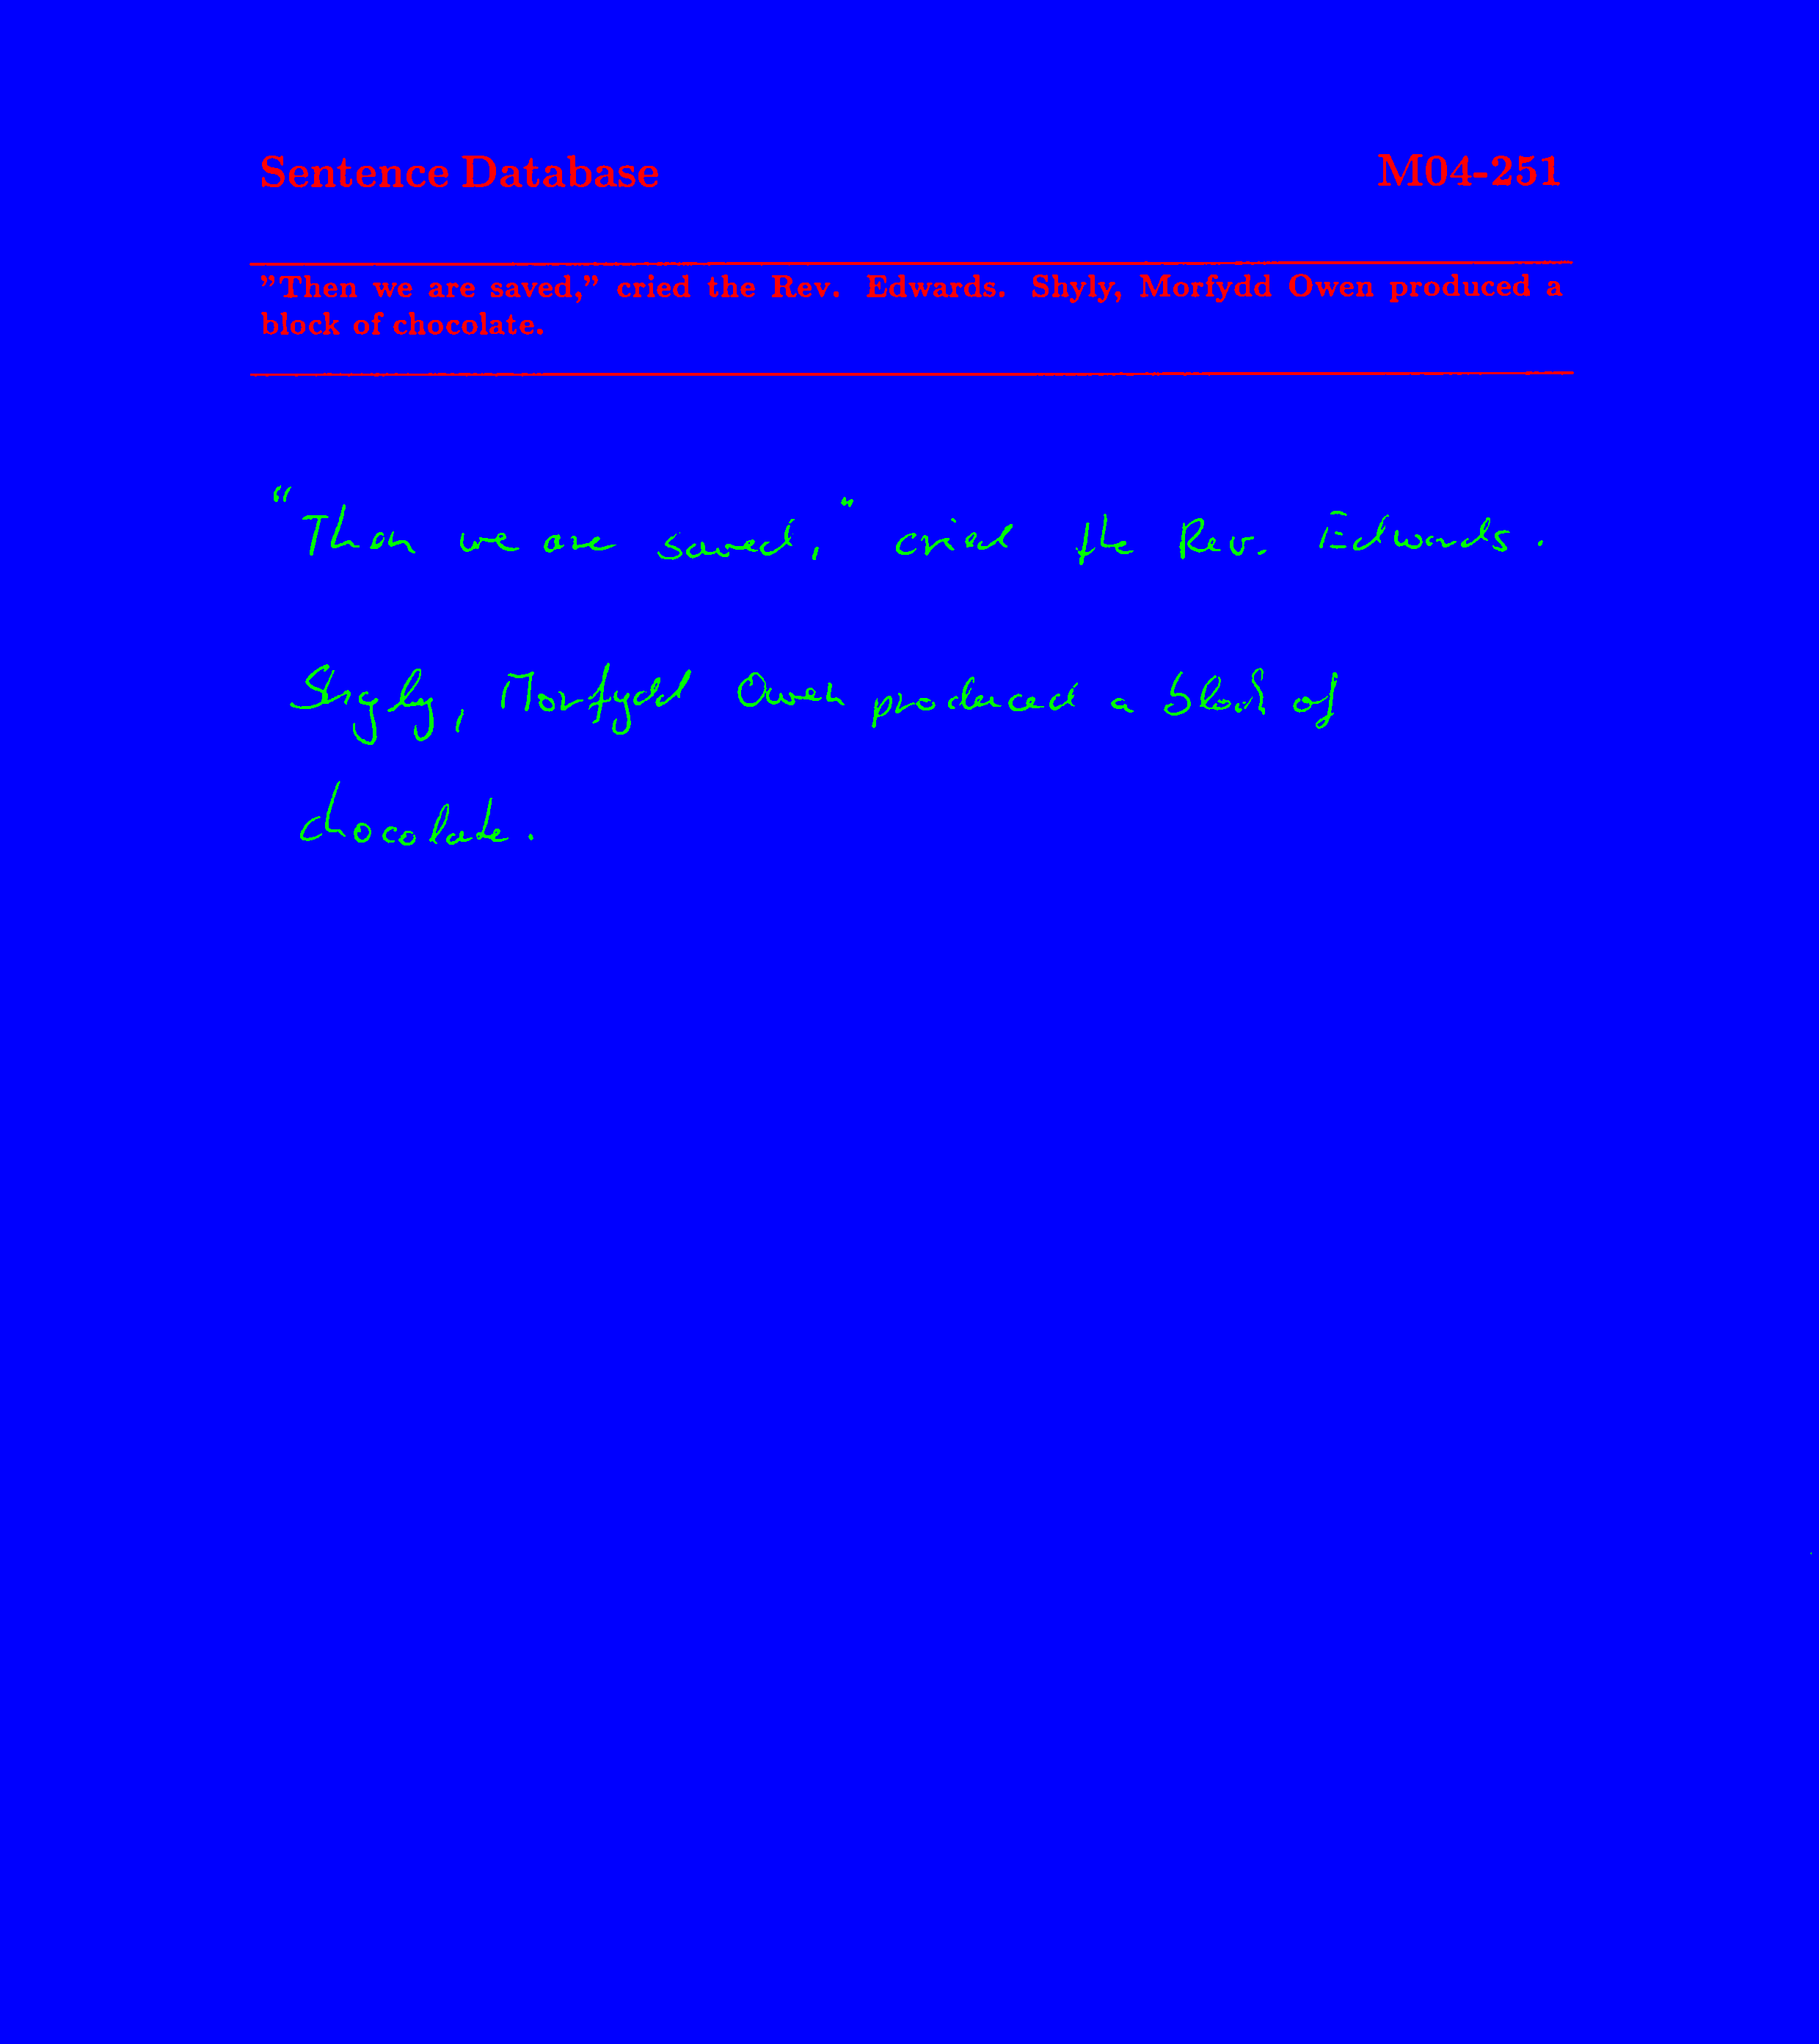 Sentence Database M04-251
"Then we are saved," cried the Rev. Edwards. Shyly, Morfydd Owen produced a
block of chocolate.
"Then we are saved," cried the Rev. Edwards.
Shyly, Morfydd Owen produced a block of
chocolate.